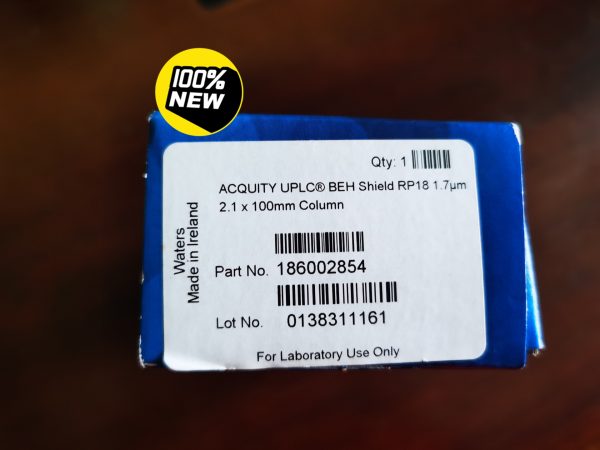 100%
NEW
Qty: 1
ACQUITY UPLC® BEH Shield RP18 1.7µm
2.1 x 100mm Column
Waters
Made in Ireland
Part No. 186002854
Lot No. 0138311161
For Laboratory Use Only